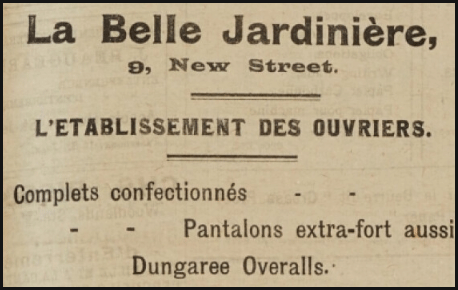 La Belle Jardinière,
9, New Street.
L'ETABLISSEMENT DES OUVRIERS.
Complets confectionnés - -
- - Pantalons extra-fort aussi
Dungaree Overalls.